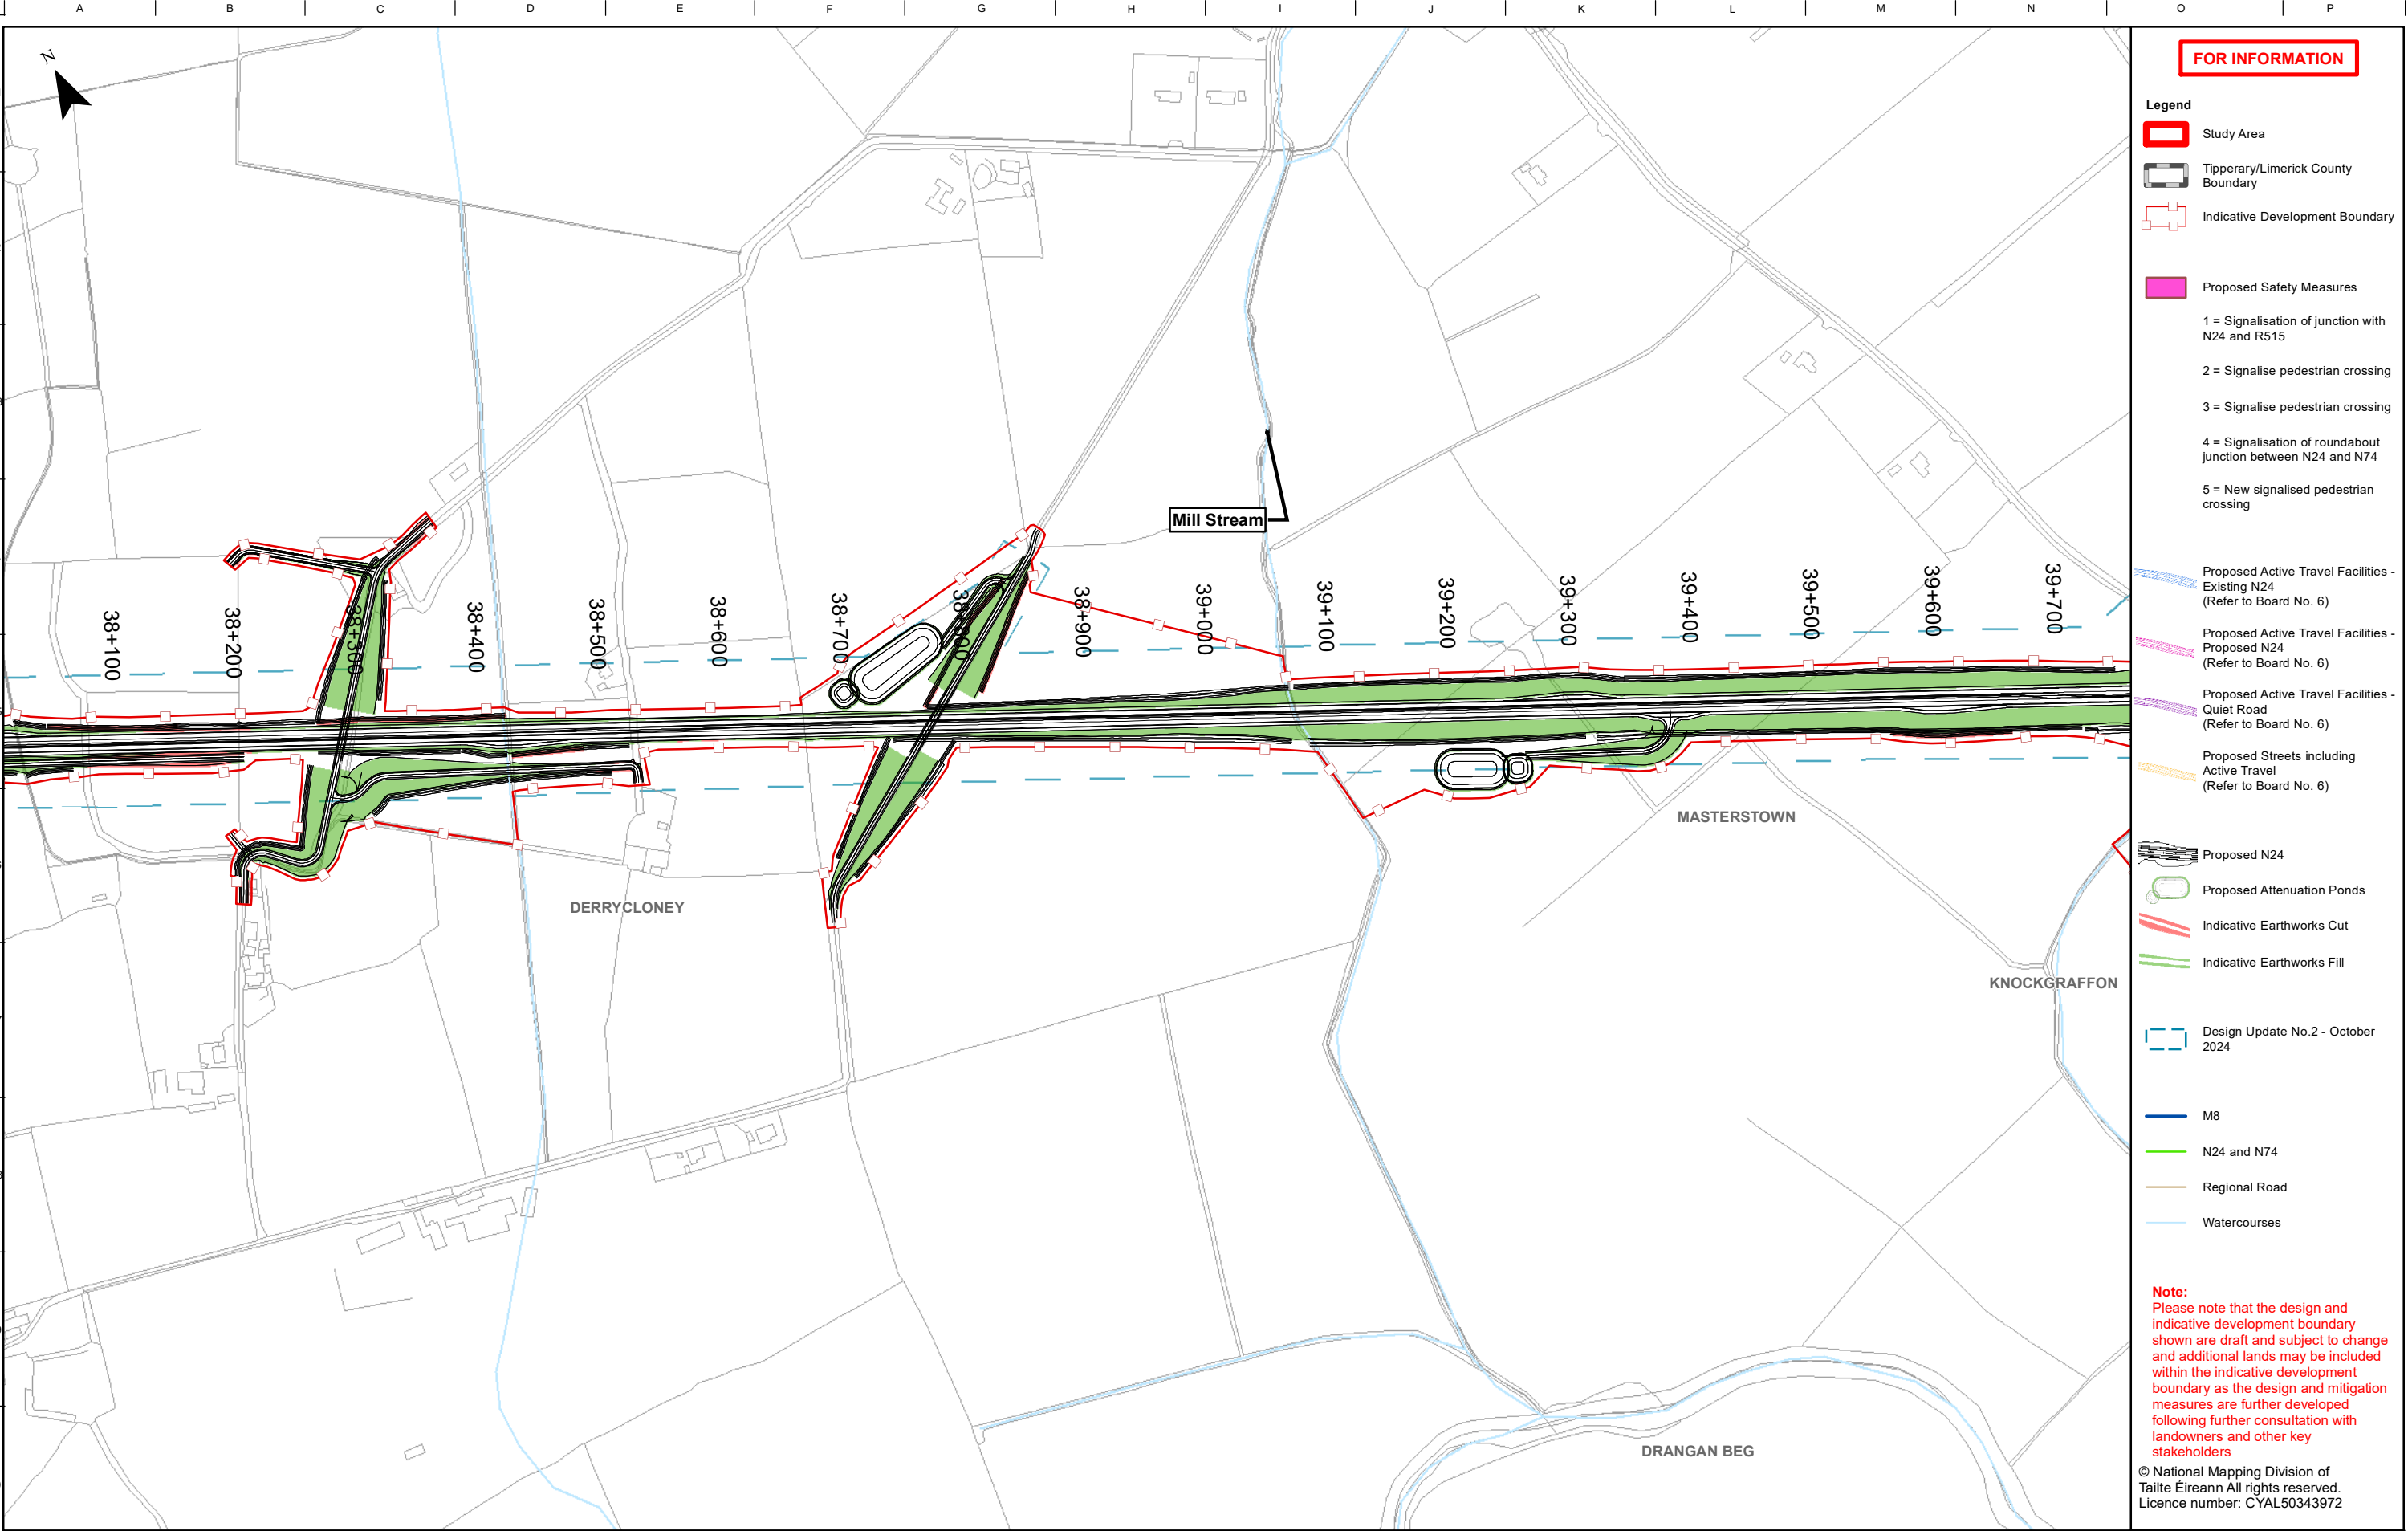 A B C D E F G H I J K L M N O P
N
Mill Stream
38+100
38+200
38+300
38+400
38+500
38+600
38+700
38+800
38+900
39+000
39+100
39+200
39+300
39+400
39+500
39+600
39+700
MASTERSTOWN
DERRYCLONEY
KNOCKGRAFFON
DRANGAN BEG
FOR INFORMATION
Legend
Study Area
Tipperary/Limerick County
Boundary
Indicative Development Boundary
Proposed Safety Measures
1 = Signalisation of junction with
N24 and R515
2 = Signalise pedestrian crossing
3 = Signalise pedestrian crossing
4 = Signalisation of roundabout
junction between N24 and N74
5 = New signalised pedestrian
crossing
Proposed Active Travel Facilities -
Existing N24
(Refer to Board No. 6)
Proposed Active Travel Facilities -
Proposed N24
(Refer to Board No. 6)
Proposed Active Travel Facilities -
Quiet Road
(Refer to Board No. 6)
Proposed Streets including
Active Travel
(Refer to Board No. 6)
Proposed N24
Proposed Attenuation Ponds
Indicative Earthworks Cut
Indicative Earthworks Fill
Design Update No.2 - October
2024
M8
N24 and N74
Regional Road
Watercourses
Note:
Please note that the design and
indicative development boundary
shown are draft and subject to change
and additional lands may be included
within the indicative development
boundary as the design and mitigation
measures are further developed
following further consultation with
landowners and other key
stakeholders
© National Mapping Division of
Tailte Éireann All rights reserved.
Licence number: CYAL50343972